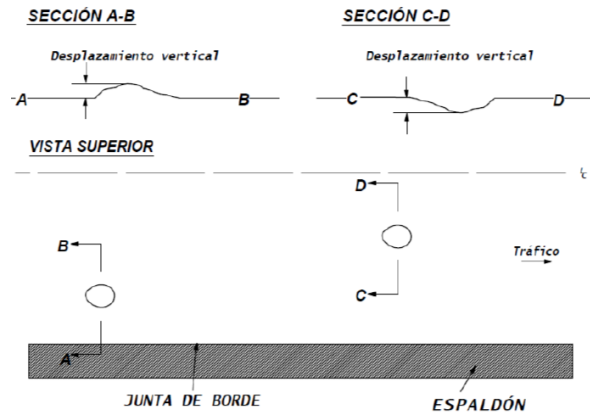 SECCIÓN A-B
SECCIÓN C-D
Desplazamiento vertical
Desplazamiento vertical
A
B
C
D
VISTA SUPERIOR
D
℄
B
Tráfico
C
A
JUNTA DE BORDE
ESPALDÓN